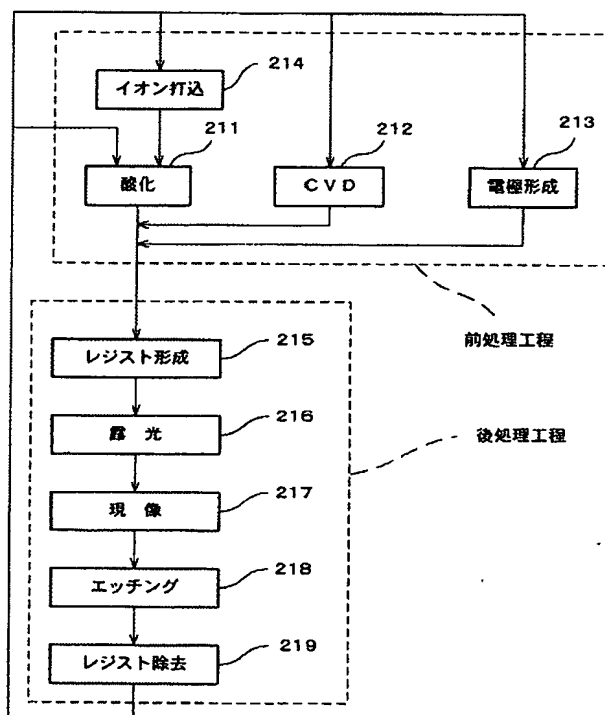 214
イオン打込
211
212
213
酸化
CVD
電極形成
前処理工程
レジスト形成
215
露 光
216
後処理工程
現 像
217
エッチング
218
レジスト除去
219